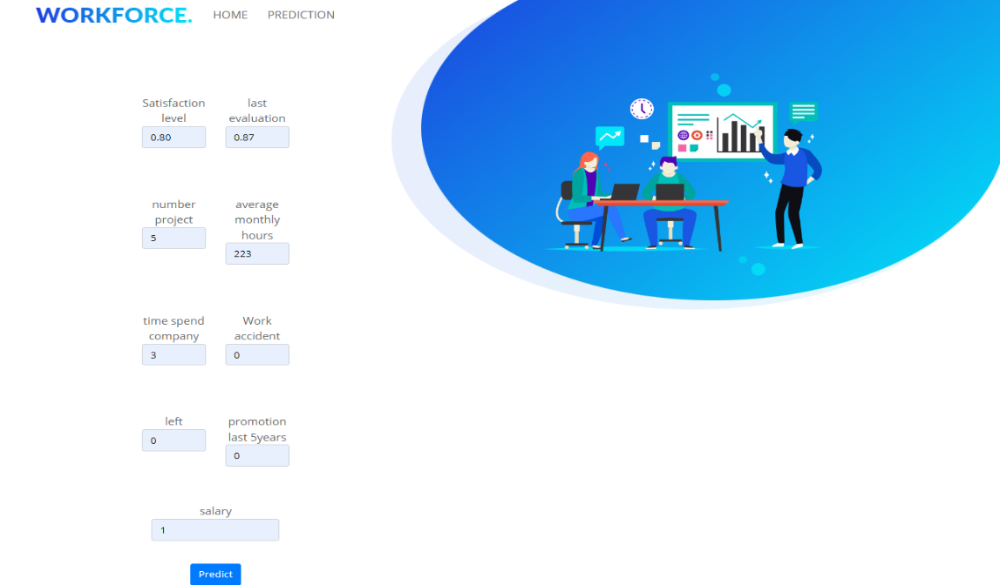 WORKFORCE. HOME PREDICTION
Satisfaction
level
0.80
last
evaluation
0.87
number
project
5
average
monthly
hours
223
time spend
company
3
Work
accident
0
left
0
promotion
last 5years
0
salary
1
Predict